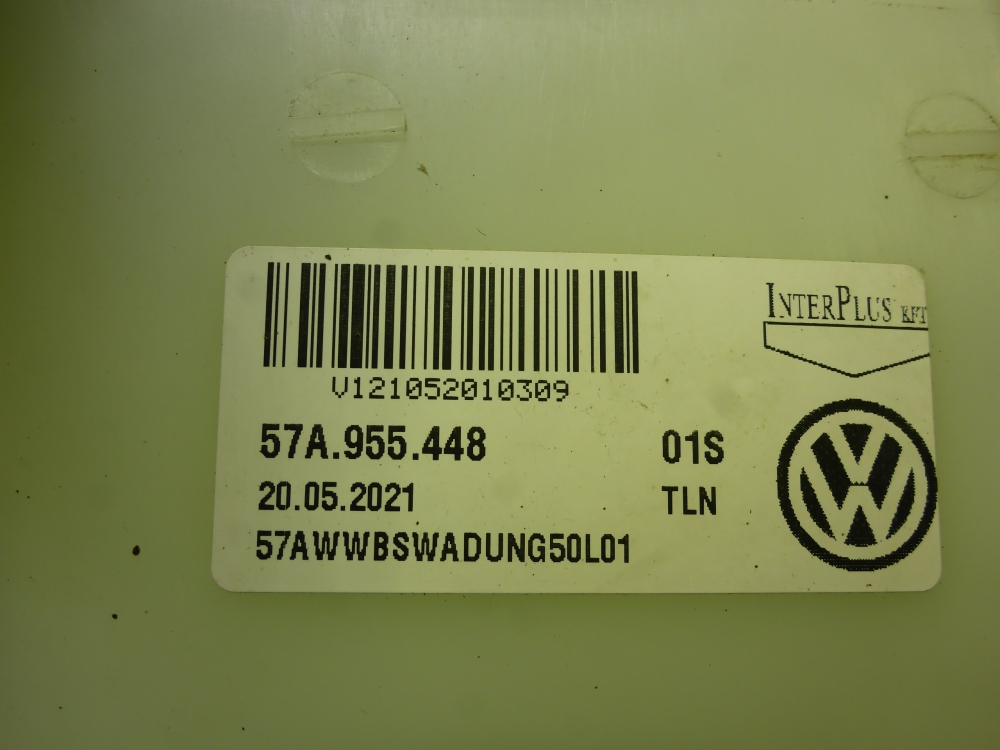 INTERPLUS KFT
V121052010309
57A.955.448 01S
20.05.2021 TLN
57AWWBSWADUNG50L01